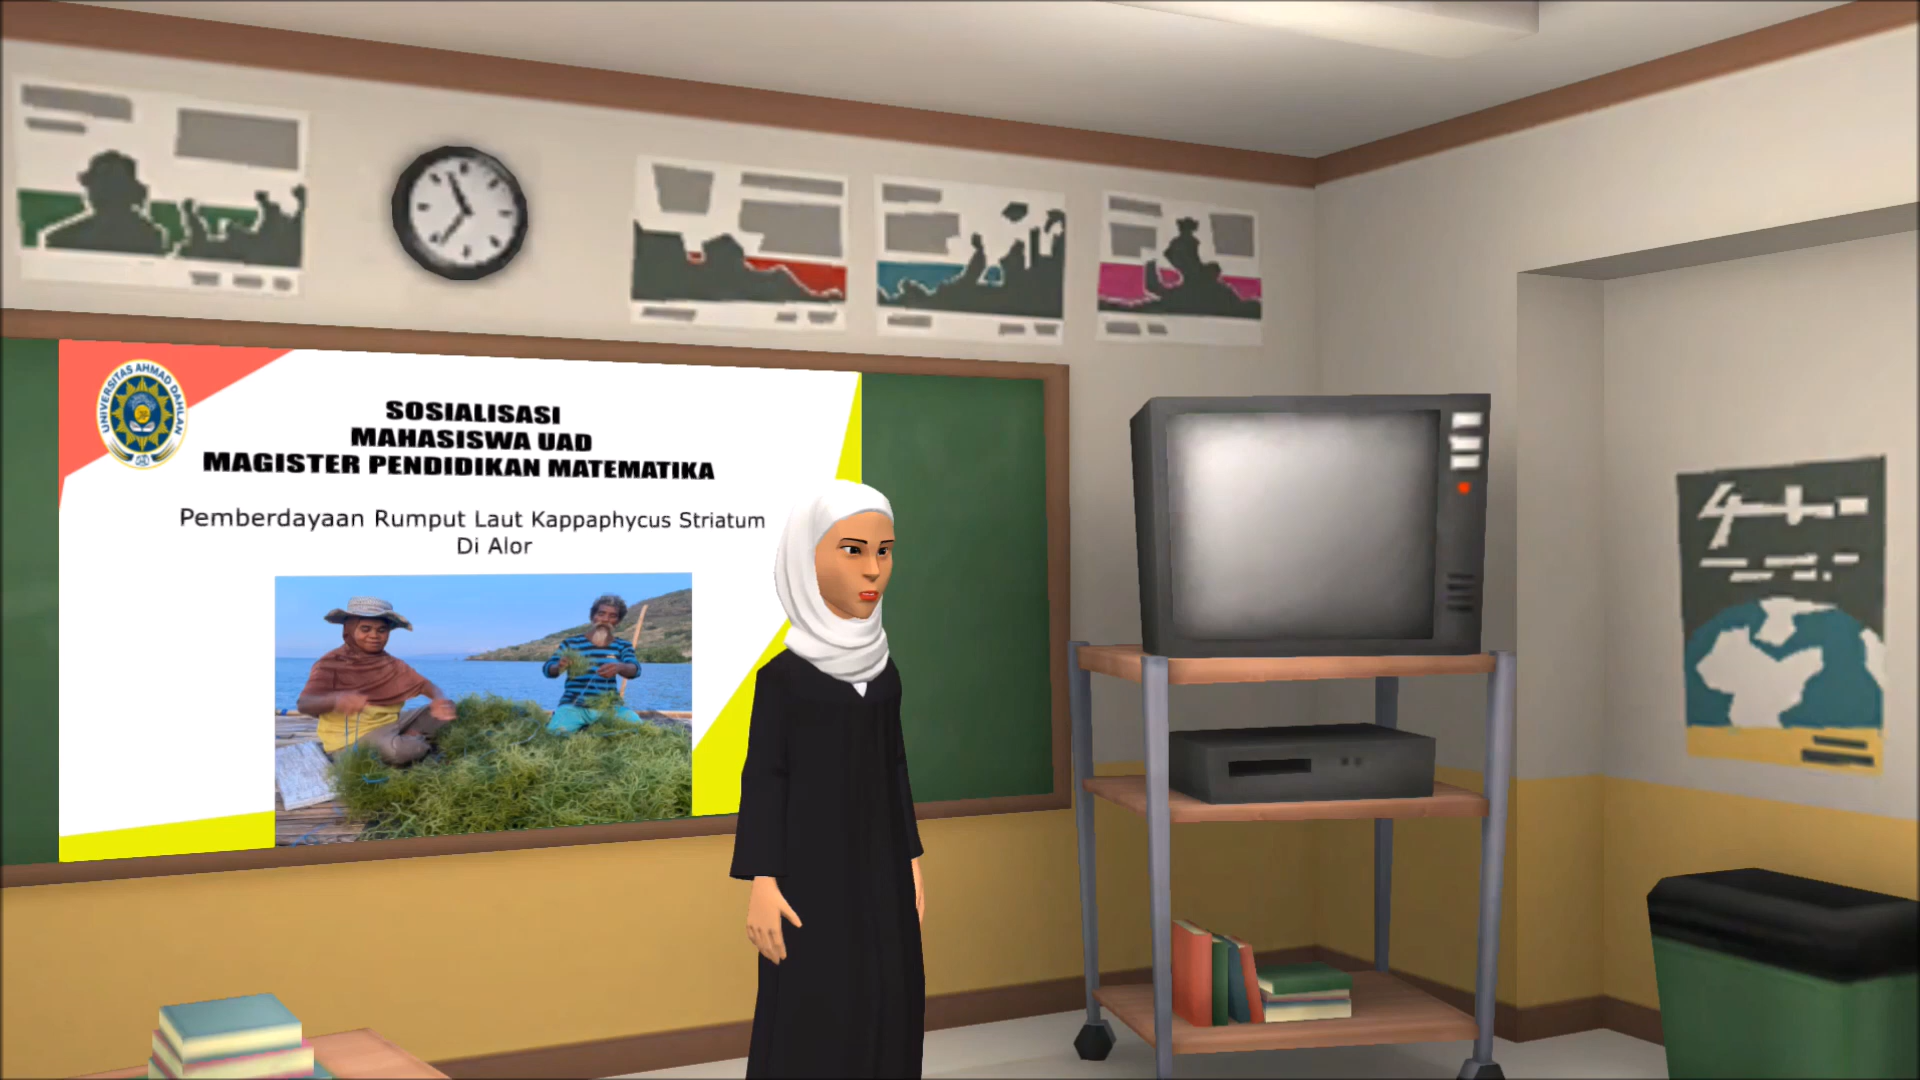 UNIVERSITAS AHMAD DAHLAN
SOSIALISASI
MAHASISWA UAD
MAGISTER PENDIDIKAN MATEMATIKA
Pemberdayaan Rumput Laut Kappaphycus Striatum
Di Alor